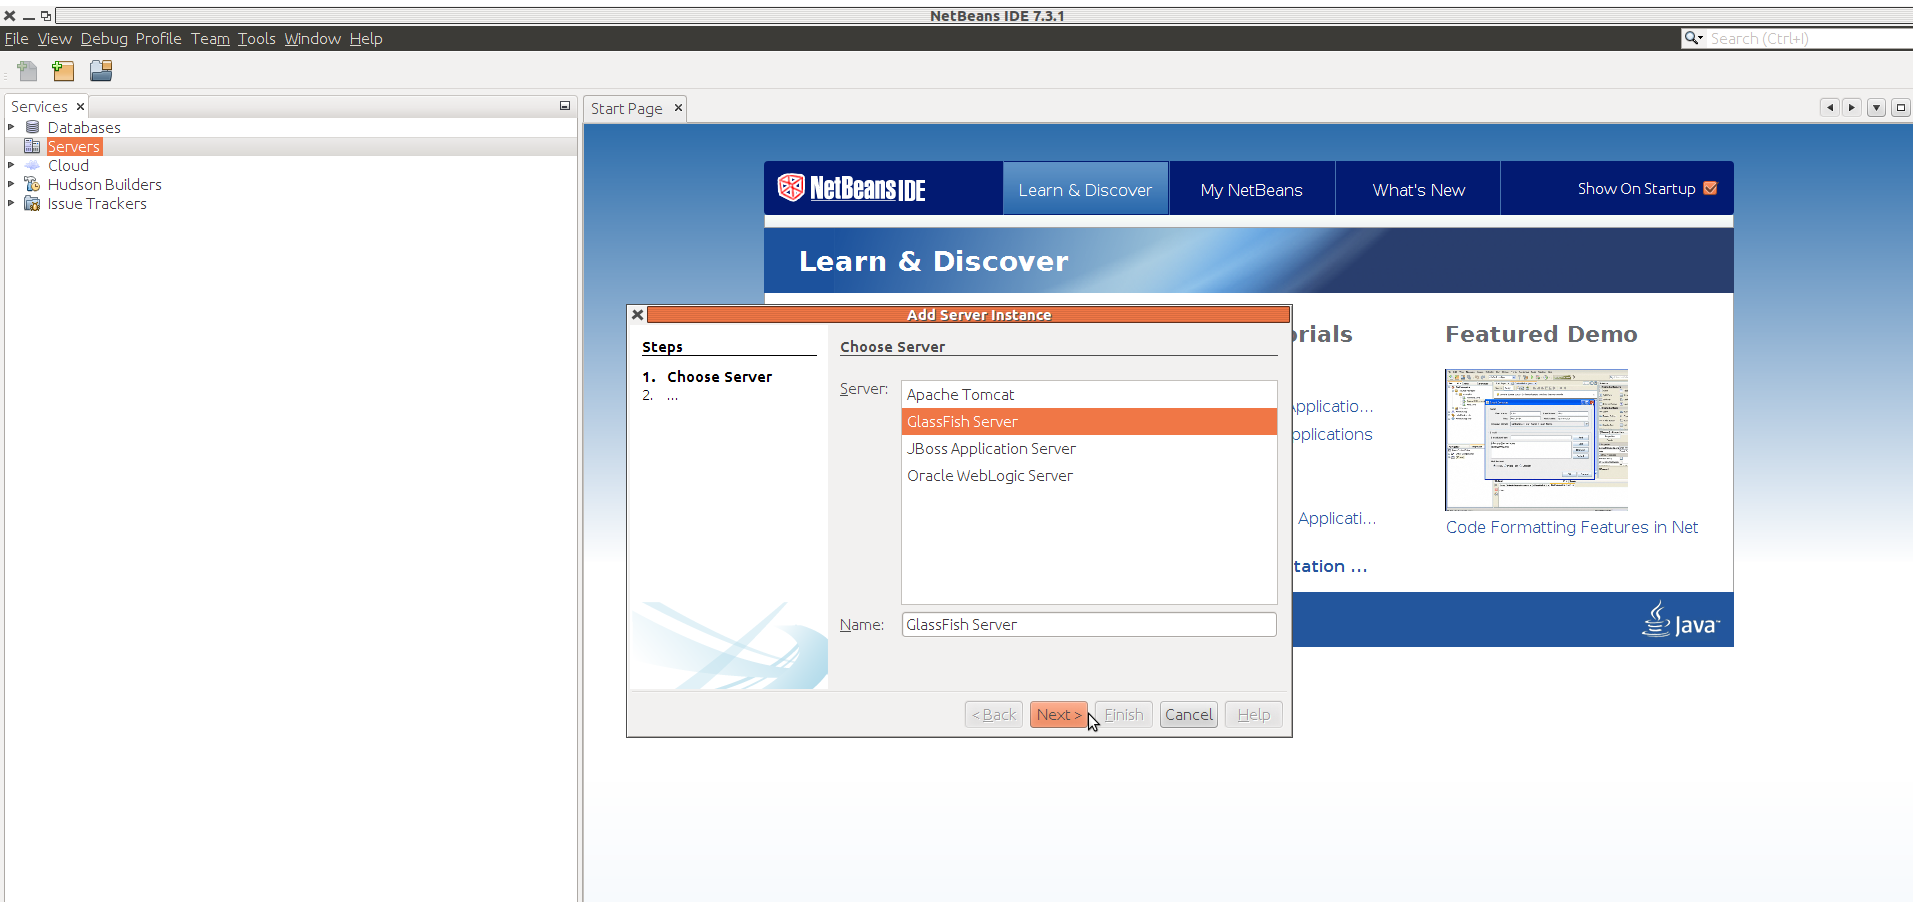 NetBeans IDE 7.3.1
File View Debug Profile Team Tools Window Help
Search (Ctrl+I)
Services
Databases
Servers
Cloud
Hudson Builders
Issue Trackers
Start Page
NetBeans IDE
Learn & Discover
My NetBeans
What's New
Show On Startup
Learn & Discover
Add Server Instance
Steps
1. Choose Server
2. ...
Choose Server
Server:
Apache Tomcat
GlassFish Server
JBoss Application Server
Oracle WebLogic Server
Name: GlassFish Server
< Back Next > Finish Cancel Help
orials
Applicatio...
pplications
Applicati...
tation ...
Featured Demo
Code Formatting Features in Net
Java™